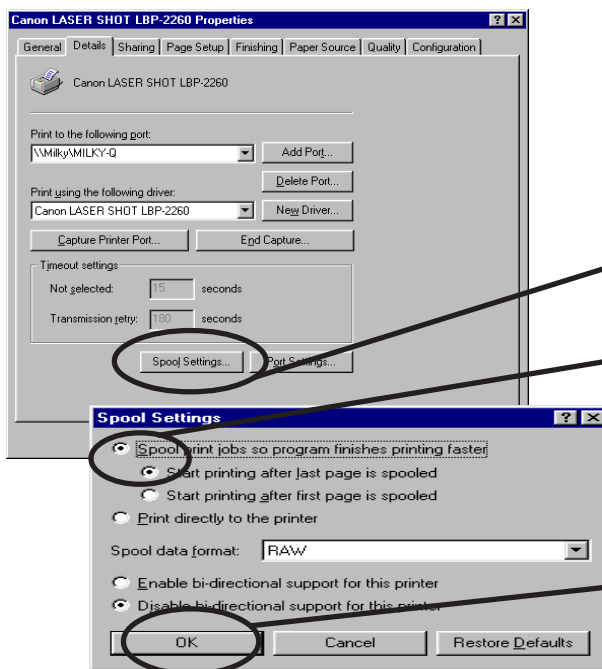 Canon LASER SHOT LBP-2260 Properties
General Details Sharing Page Setup Finishing Paper Source Quality Configuration
Canon LASER SHOT LBP-2260
Print to the following port:
\\Milky\MILKY-Q Add Port...
Delete Port...
Print using the following driver:
Canon LASER SHOT LBP-2260 New Driver...
Capture Printer Port... End Capture...
Timeout settings
Not selected: 15 seconds
Transmission retry: 180 seconds
Spool Settings... Port Settings...
Spool Settings
Spool print jobs so program finishes printing faster
Start printing after last page is spooled
Start printing after first page is spooled
Print directly to the printer
Spool data format: RAW
Enable bi-directional support for this printer
Disable bi-directional support for this printer
OK Cancel Restore Defaults